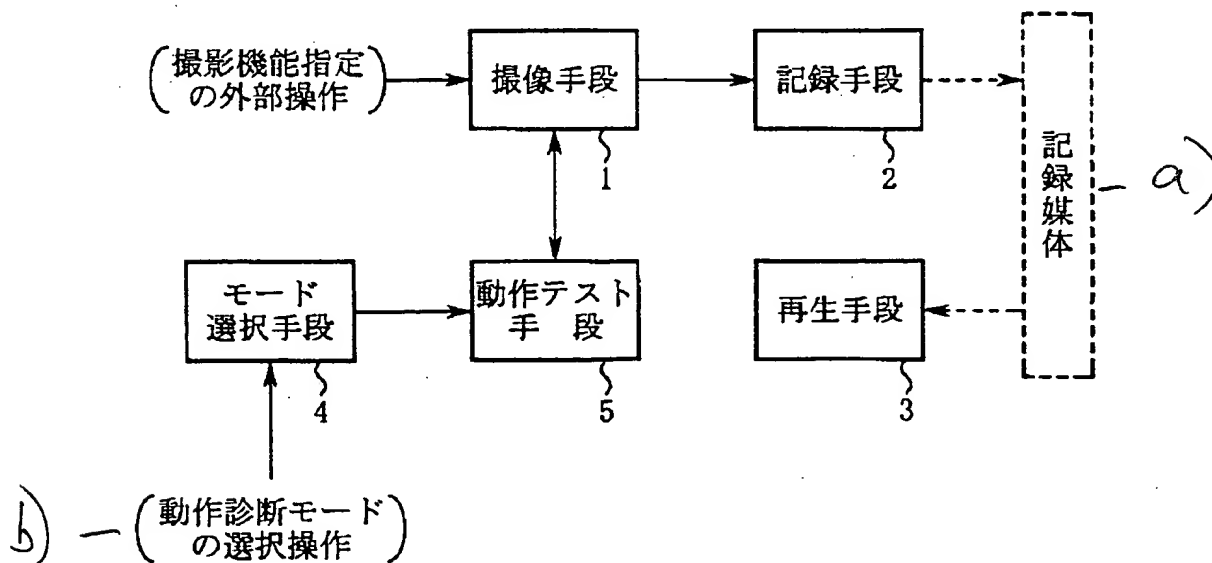 撮影機能指定
の外部操作
撮像手段
1
記録手段
2
記録媒体
a)
モード
選択手段
4
動作テスト
手 段
5
再生手段
3
b)
動作診断モード
の選択操作